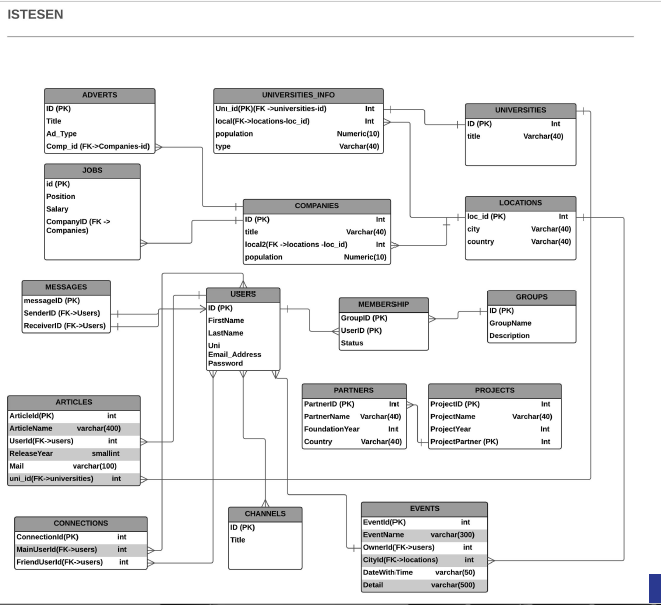 ISTESEN
ADVERTS
ID (PK)
Title
Ad_Type
Comp_id (FK->Companies-id)
UNIVERSITIES_INFO
Uni_id(PK)(FK ->universities-id) Int
local(FK->locations-loc_id) Int
population Numeric(10)
type Varchar(40)
UNIVERSITIES
ID (PK) Int
title Varchar(40)
JOBS
id (PK)
Position
Salary
CompanyID (FK ->
Companies)
COMPANIES
ID (PK) Int
title Varchar(40)
local2(FK->locations -loc_id) Int
population Numeric(10)
LOCATIONS
loc_id (PK) Int
city Varchar(40)
country Varchar(40)
MESSAGES
messageID (PK)
SenderID (FK->Users)
ReceiverID (FK->Users)
USERS
ID (PK)
FirstName
LastName
Uni
Email_Address
Password
MEMBERSHIP
GroupID (PK)
UserID (PK)
Status
GROUPS
ID (PK)
GroupName
Description
ARTICLES
ArticleId(PK) int
ArticleName varchar(400)
UserId(FK->users) int
ReleaseYear smallint
Mail varchar(100)
uni_id(FK->universities) int
PARTNERS
PartnerID (PK) Int
PartnerName Varchar(40)
FoundationYear Int
Country Varchar(40)
PROJECTS
ProjectID (PK) Int
ProjectName Varchar(40)
ProjectYear Int
ProjectPartner (PK) Int
CONNECTIONS
ConnectionId(PK) int
MainUserId(FK->users) int
FriendUserId(FK->users) int
CHANNELS
ID (PK)
Title
EVENTS
EventId(PK) int
EventName varchar(300)
OwnerId(FK->users) int
CityId(FK->locations) int
DateWithTime varchar(50)
Detail varchar(500)